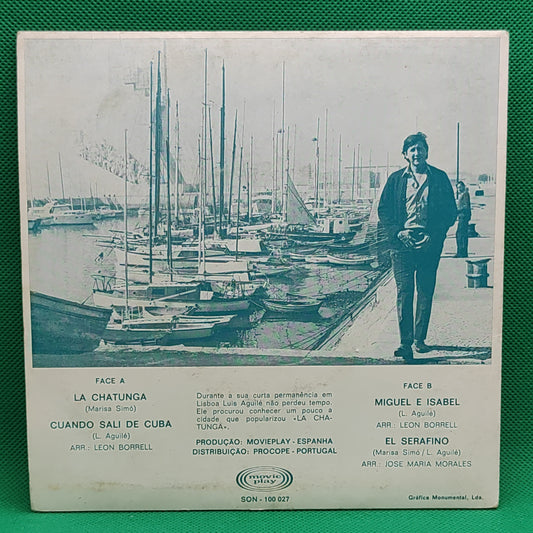 FACE A
LA CHATUNGA
(Marisa Simó)
CUANDO SALI DE CUBA
(L. Aguilé)
ARR.: LEON BORRELL
Durante a sua curta permanência em
Lisboa Luis Aguilé não perdeu tempo.
Ele procurou conhecer um pouco a
cidade que popularizou «LA CHA-
TUNGA».
PRODUÇÃO: MOVIEPLAY - ESPANHA
DISTRIBUIÇÃO: PROCOPE - PORTUGAL
movie
play
SON - 100 027
FACE B
MIGUEL E ISABEL
(L. Aguilé)
ARR.: LEON BORRELL
EL SERAFINO
(Marisa Simó/L. Aguilé)
ARR.: JOSE MARIA MORALES
Gráfica Monumental, Lda.